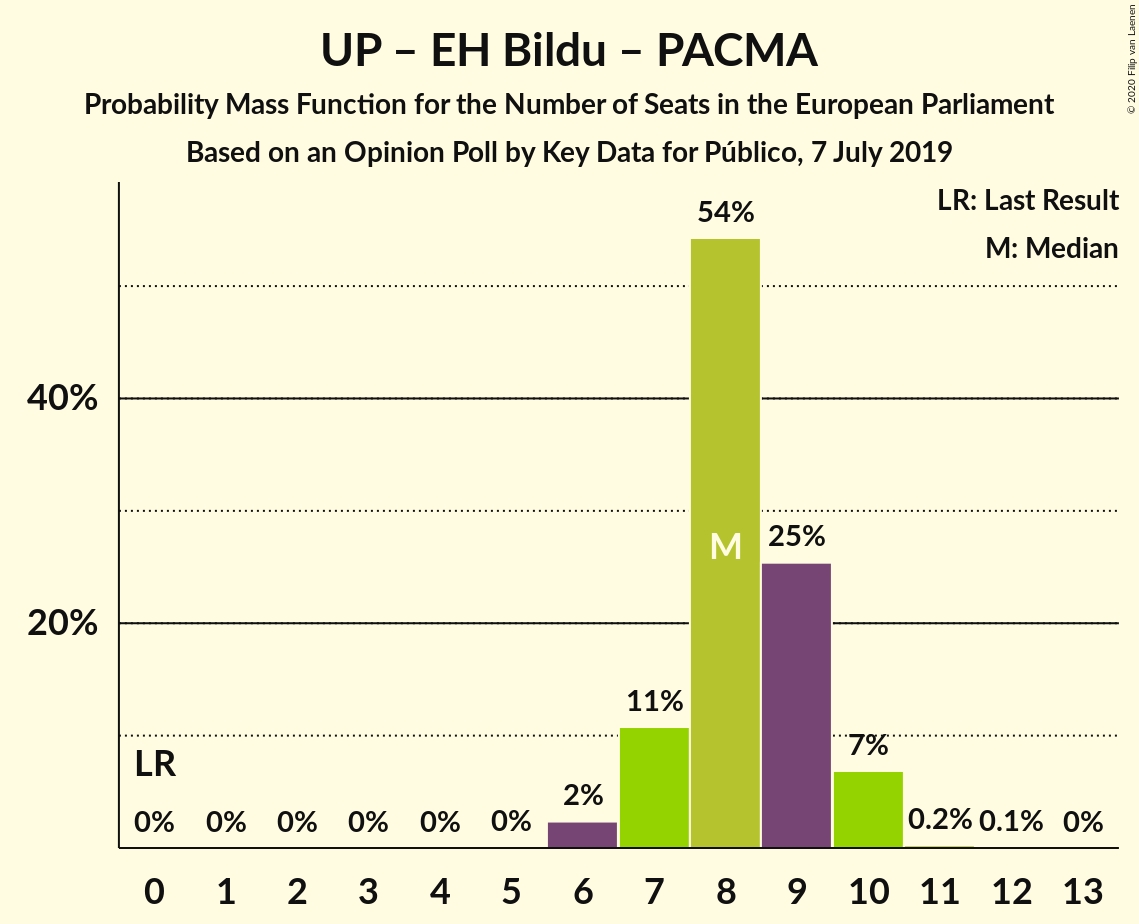 UP – EH Bildu – PACMA
Probability Mass Function for the Number of Seats in the European Parliament
Based on an Opinion Poll by Key Data for Público, 7 July 2019
© 2020 Filip van Laenen
LR: Last Result
M: Median
54%
40%
M
25%
20%
11%
LR
7%
2%
0% 0% 0% 0% 0% 0% 0.2% 0.1% 0%
0 1 2 3 4 5 6 7 8 9 10 11 12 13